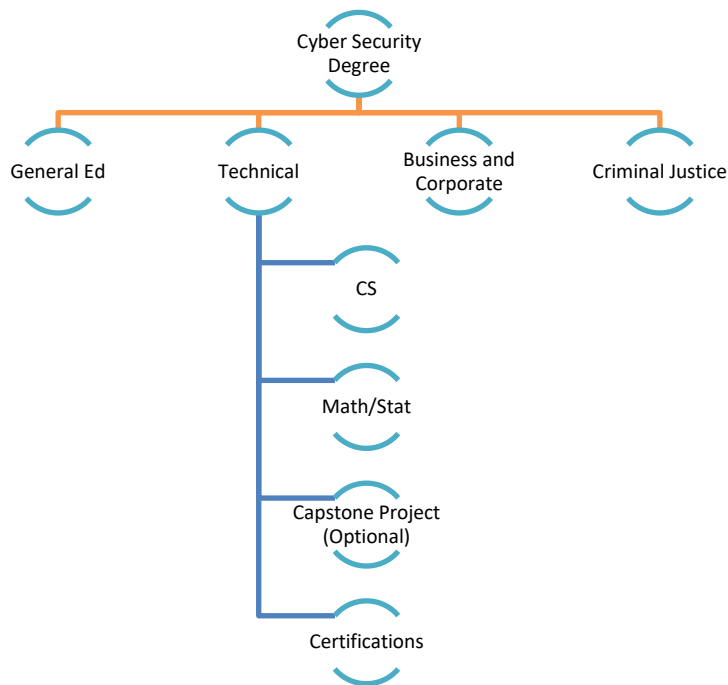 Cyber Security
Degree
General Ed
Technical
Business and
Corporate
Criminal Justice
CS
Math/Stat
Capstone Project
(Optional)
Certifications